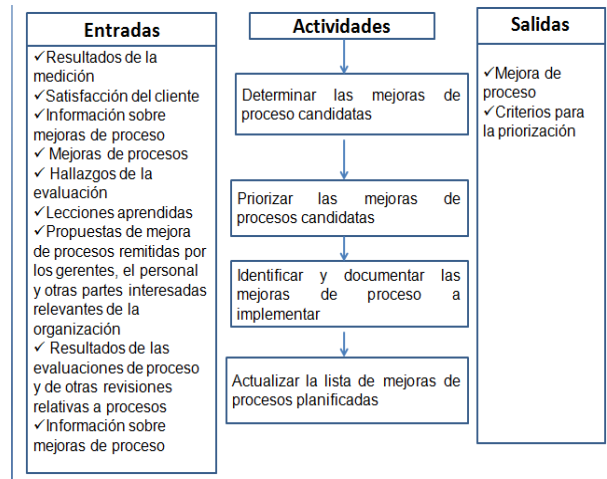 Entradas
✓Resultados de la
medición
✓Satisfacción del cliente
✓Información sobre
mejoras de proceso
✓ Mejoras de procesos
✓ Hallazgos de la
evaluación
✓Lecciones aprendidas
✓Propuestas de mejora
de procesos remitidas por
los gerentes, el personal
y otras partes interesadas
relevantes de la
organización
✓ Resultados de las
evaluaciones de proceso
y de otras revisiones
relativas a procesos
✓Información sobre
mejoras de proceso
Actividades
Determinar las mejoras de
proceso candidatas
Priorizar las mejoras de
procesos candidatas
Identificar y documentar las
mejoras de proceso a
implementar
Actualizar la lista de mejoras de
procesos planificadas
Salidas
✓Mejora de
proceso
✓Criterios para
la priorización